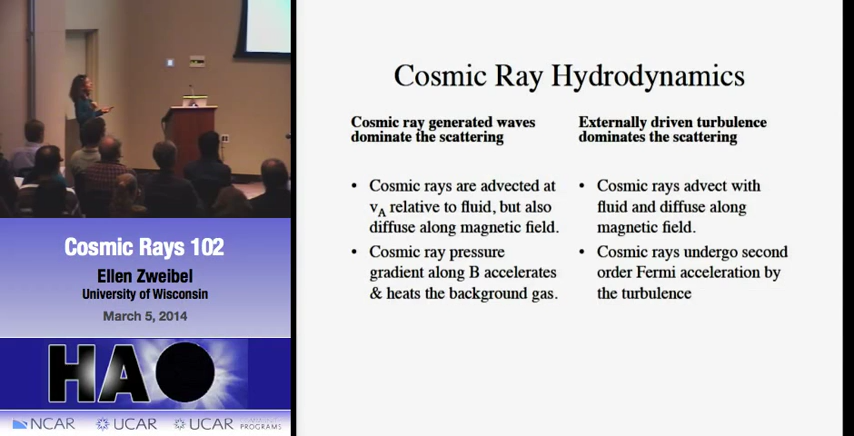 Cosmic Rays 102
Ellen Zweibel
University of Wisconsin
March 5, 2014
HAO
NCAR
UCAR
UCAR
PROGRAMS
Cosmic Ray Hydrodynamics
Cosmic ray generated waves
dominate the scattering
• Cosmic rays are advected at
vA relative to fluid, but also
diffuse along magnetic field.
• Cosmic ray pressure
gradient along B accelerates
& heats the background gas.
Externally driven turbulence
dominates the scattering
• Cosmic rays advect with
fluid and diffuse along
magnetic field.
• Cosmic rays undergo second
order Fermi acceleration by
the turbulence